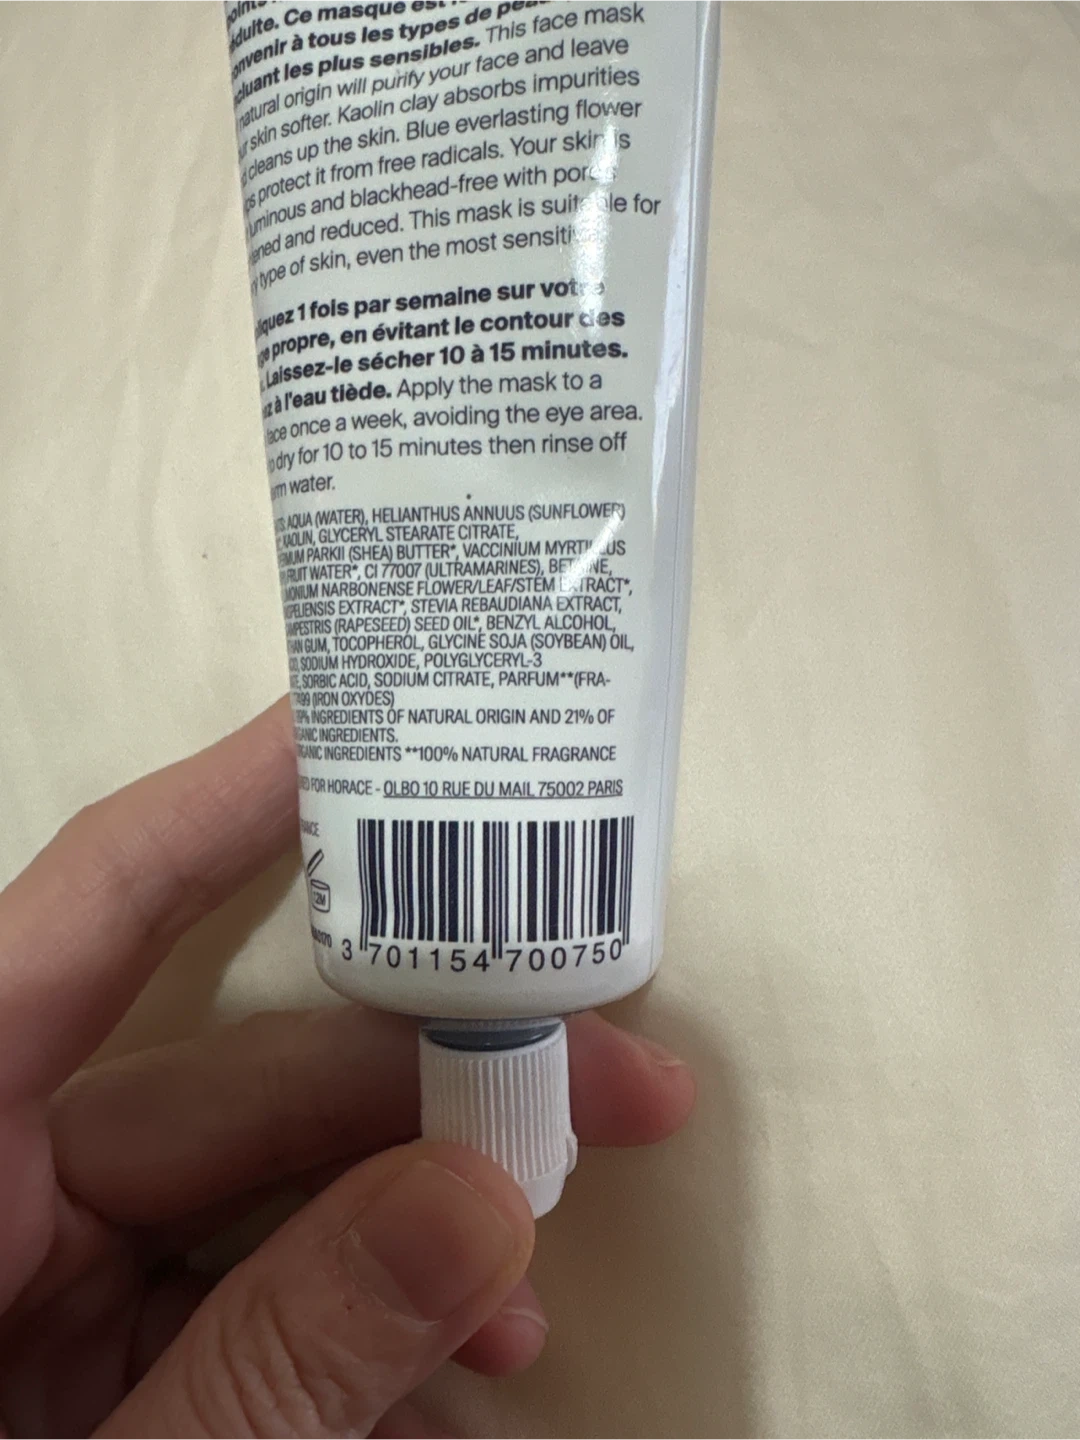 réduite. Ce masque est
convenir à tous les types de peau
incluant les plus sensibles. This face mask
natural origin will purify your face and leave
skin softer. Kaolin clay absorbs impurities
cleans up the skin. Blue everlasting flower
protect it from free radicals. Your skin is
luminous and blackhead-free with pores
and reduced. This mask is suitable for
type of skin, even the most sensitive.
1 fois par semaine sur votre
propre, en évitant le contour des
Laissez-le sécher 10 à 15 minutes.
à l'eau tiède. Apply the mask to a
face once a week, avoiding the eye area.
dry for 10 to 15 minutes then rinse off
water.
AQUA (WATER), HELIANTHUS ANNUUS (SUNFLOWER)
KAOLIN, GLYCERYL STEARATE CITRATE,
PARKII (SHEA) BUTTER*, VACCINIUM MYRTILLUS
FRUIT WATER*, CI 77007 (ULTRAMARINES), BETAINE,
NARBONENSE FLOWER/LEAF/STEM EXTRACT*,
EXTRACT*, STEVIA REBAUDIANA EXTRACT,
(RAPESEED) SEED OIL*, BENZYL ALCOHOL,
GUM, TOCOPHEROL, GLYCINE SOJA (SOYBEAN) OIL,
SODIUM HYDROXIDE, POLYGLYCERYL-3
SORBIC ACID, SODIUM CITRATE, PARFUM**(FRA-
(IRON OXYDES)
99% INGREDIENTS OF NATURAL ORIGIN AND 21% OF
INGREDIENTS.
INGREDIENTS **100% NATURAL FRAGRANCE
FOR HORACE - OLBO 10 RUE DU MAIL 75002 PARIS
12M
3 701154 700750